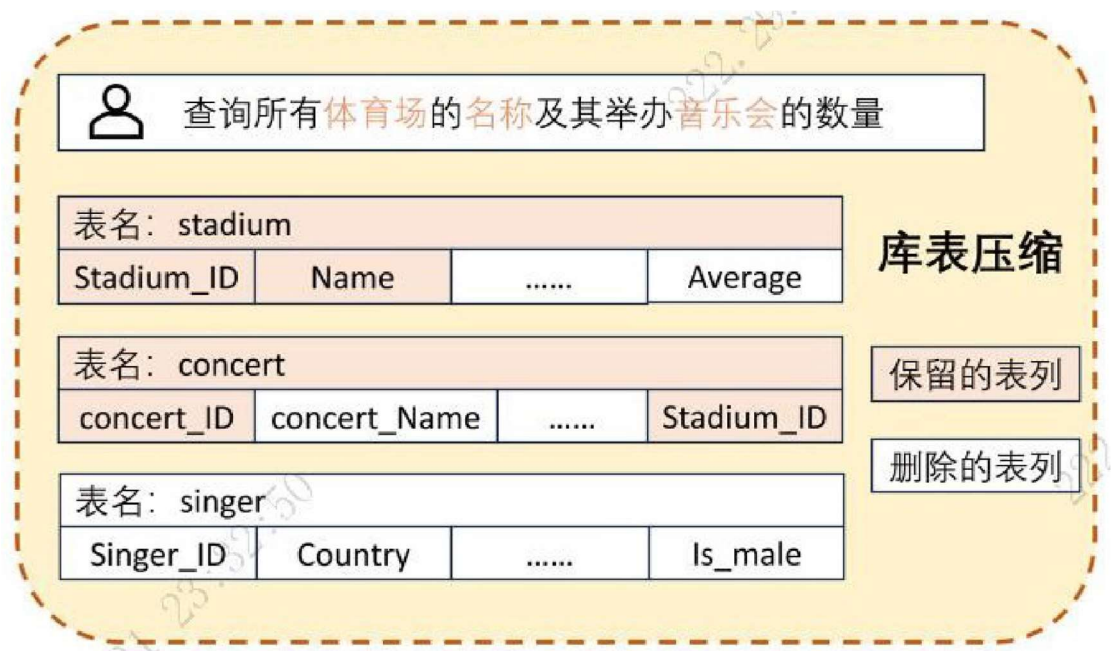 查询所有体育场的名称及其举办音乐会的数量
表名：stadium
Stadium_ID Name …… Average
库表压缩
表名：concert
concert_ID concert_Name …… Stadium_ID
保留的表列
删除的表列
表名：singer
Singer_ID Country …… Is_male